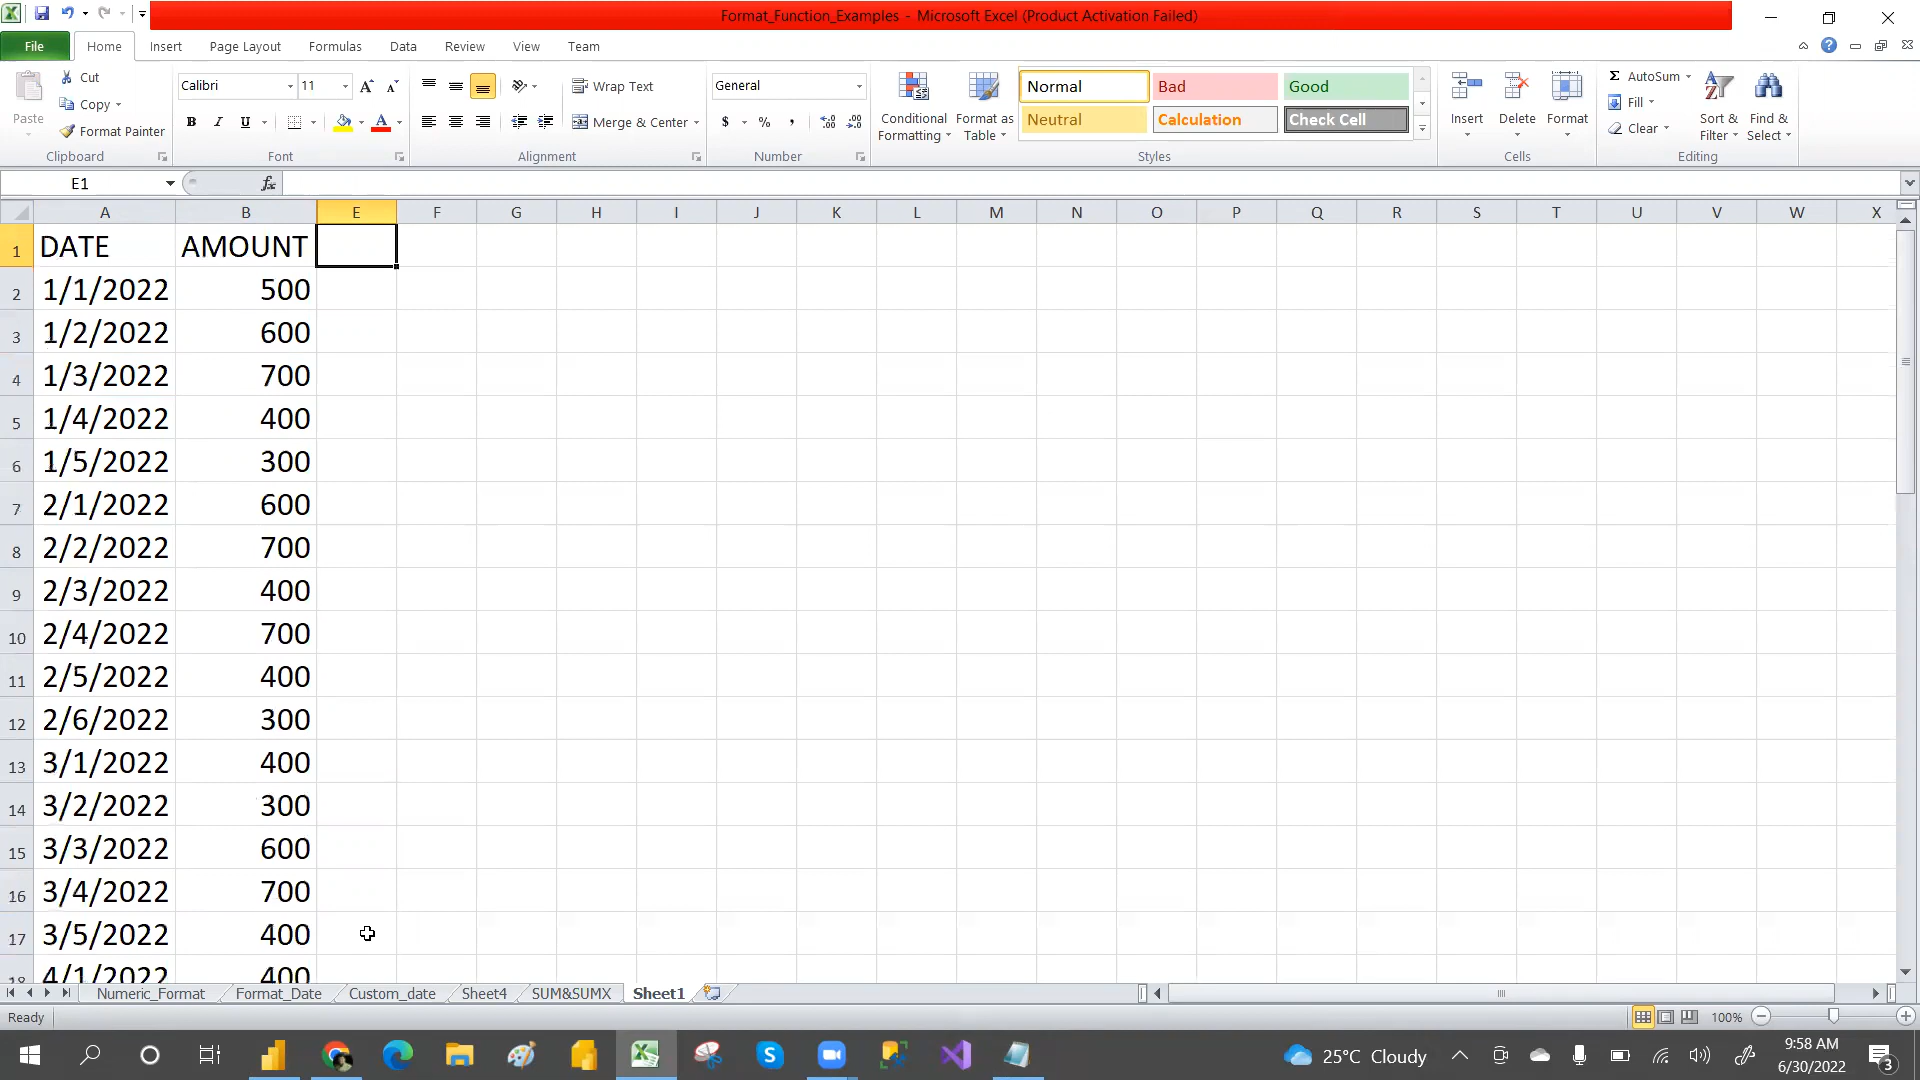 Format_Function_Examples - Microsoft Excel (Product Activation Failed)
File Home Insert Page Layout Formulas Data Review View Team
Paste Cut Copy Format Painter
Calibri 11
B I U
Wrap Text
Merge & Center
General
$ % ,
Conditional Formatting
Format as Table
Normal Bad Good
Neutral Calculation Check Cell
Insert Delete Format
Σ AutoSum
Fill
Clear
Sort & Filter
Find & Select
Clipboard Font Alignment Number Styles Cells Editing
E1 fx
A B E F G H I J K L M N O P Q R S T U V W X
1 DATE AMOUNT
2 1/1/2022 500
3 1/2/2022 600
4 1/3/2022 700
5 1/4/2022 400
6 1/5/2022 300
7 2/1/2022 600
8 2/2/2022 700
9 2/3/2022 400
10 2/4/2022 700
11 2/5/2022 400
12 2/6/2022 300
13 3/1/2022 400
14 3/2/2022 300
15 3/3/2022 600
16 3/4/2022 700
17 3/5/2022 400
18 4/1/2022 400
Numeric_Format Format_Date Custom_date Sheet4 SUM&SUMX Sheet1
Ready 100%
25°C Cloudy
9:58 AM
6/30/2022
3